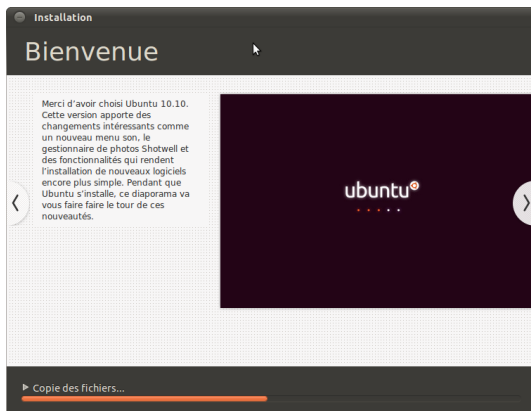 Installation
Bienvenue
Merci d'avoir choisi Ubuntu 10.10.
Cette version apporte des
changements intéressants comme
un nouveau menu son, le
gestionnaire de photos Shotwell et
des fonctionnalités qui rendent
l'installation de nouveaux logiciels
encore plus simple. Pendant que
Ubuntu s'installe, ce diaporama va
vous faire faire le tour de ces
nouveautés.
ubuntu
Copie des fichiers...